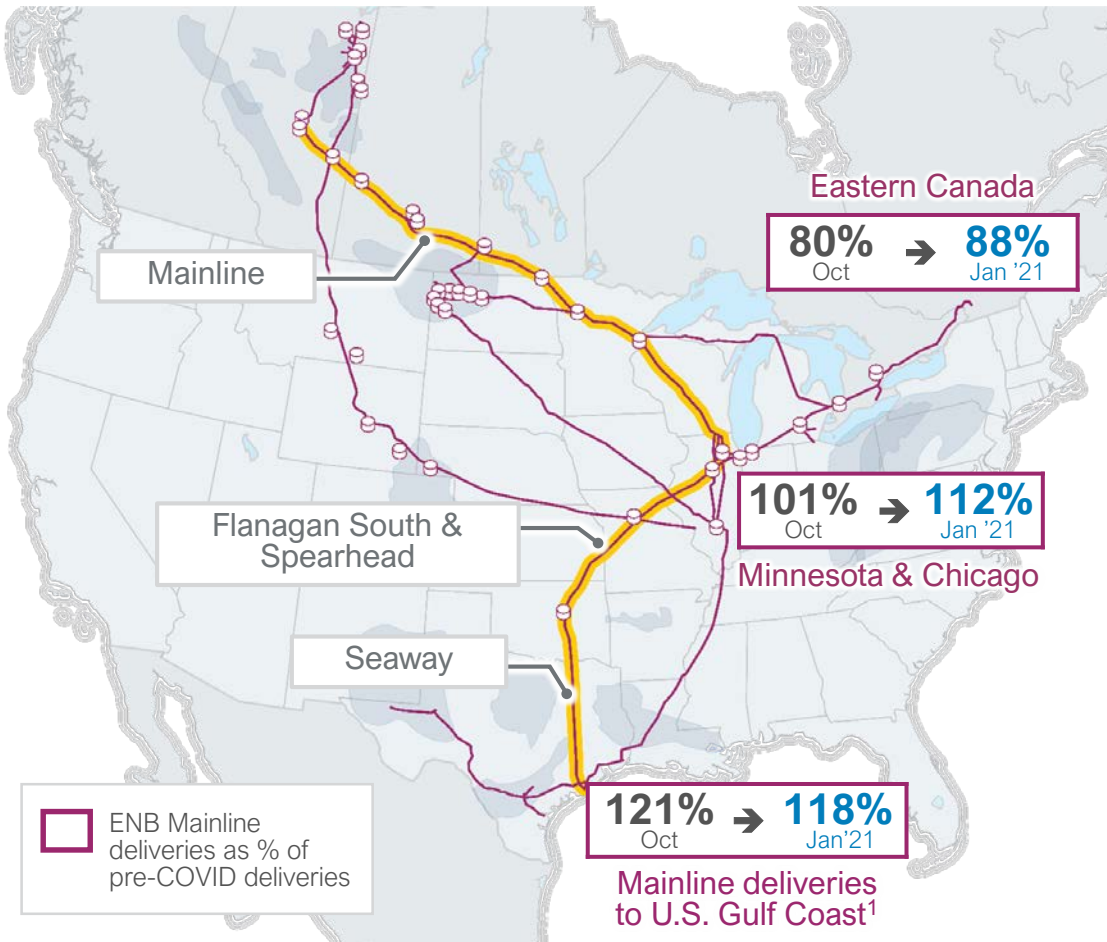 Eastern Canada
80% ➔ 88%
Oct Jan ’21
Mainline
101% ➔ 112%
Oct Jan ’21
Minnesota & Chicago
Flanagan South &
Spearhead
Seaway
121% ➔ 118%
Oct Jan’21
Mainline deliveries
to U.S. Gulf Coast¹
ENB Mainline
deliveries as % of
pre-COVID deliveries